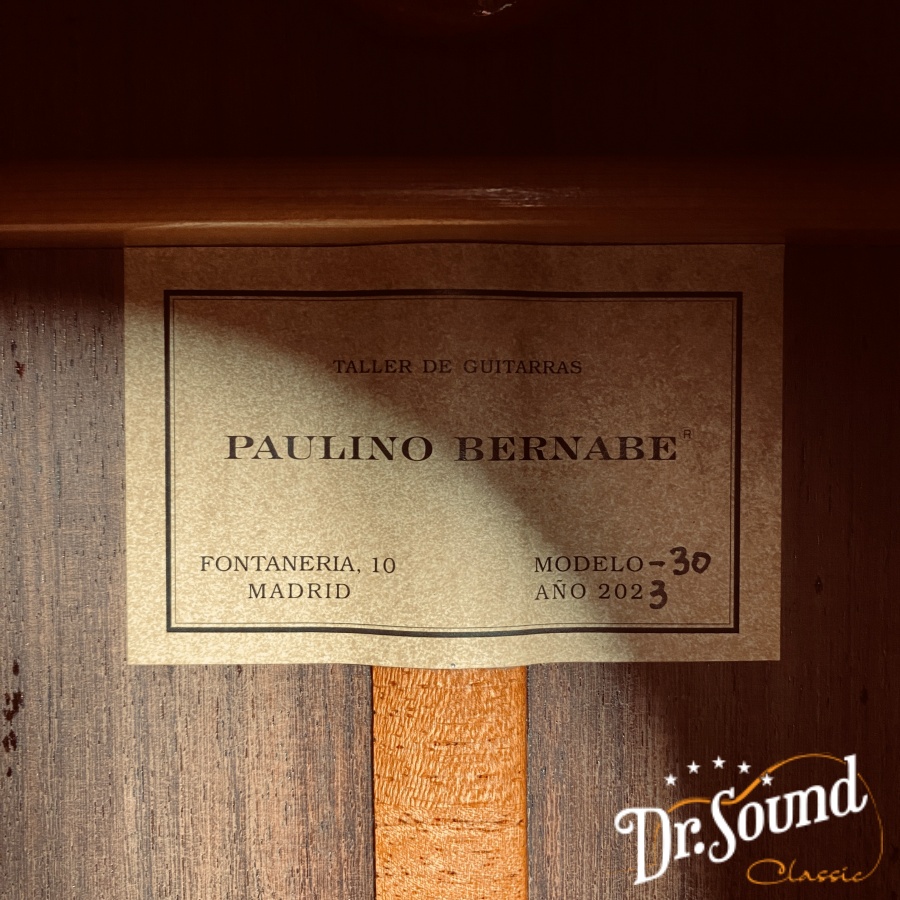 TALLER DE GUITARRAS
PAULINO BERNABE R
FONTANERIA, 10
MADRID
MODELO-30
AÑO 2023
Dr. Sound
Classic